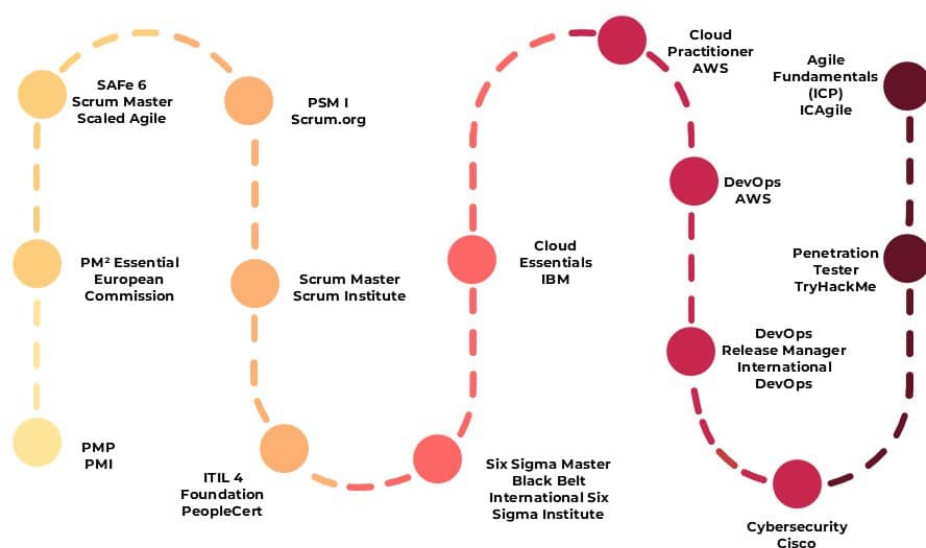 PMP
PMI
PM² Essential
European
Commission
SAFe 6
Scrum Master
Scaled Agile
PSM I
Scrum.org
Scrum Master
Scrum Institute
ITIL 4
Foundation
PeopleCert
Six Sigma Master
Black Belt
International Six
Sigma Institute
Cloud
Essentials
IBM
Cloud
Practitioner
AWS
DevOps
AWS
DevOps
Release Manager
International
DevOps
Cybersecurity
Cisco
Penetration
Tester
TryHackMe
Agile
Fundamentals
(ICP)
ICAgile